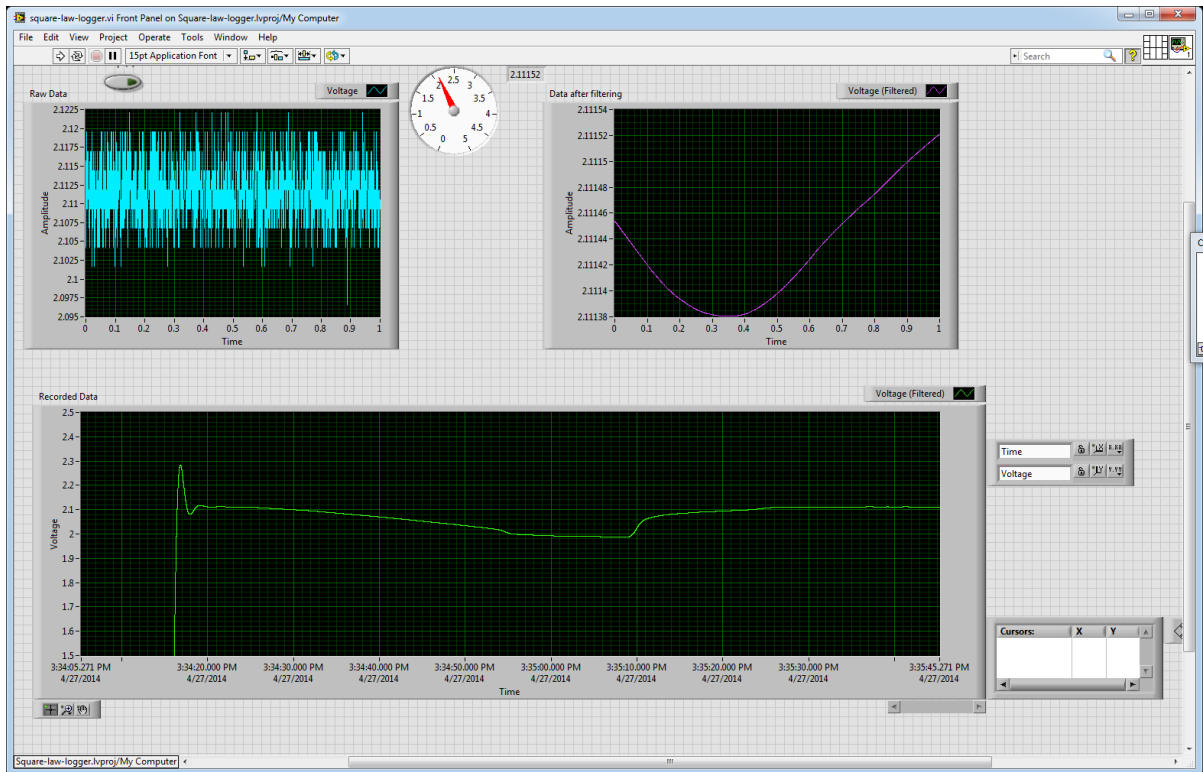 square-law-logger.vi Front Panel on Square-law-logger.lvproj/My Computer
File Edit View Project Operate Tools Window Help
15pt Application Font
Search
1
Raw Data
Voltage
2.1225
2.12
2.1175
2.115
2.1125
2.11
2.1075
2.105
2.1025
2.1
2.0975
2.095
Amplitude
0 0.1 0.2 0.3 0.4 0.5 0.6 0.7 0.8 0.9 1
Time
0 0.5 1 1.5 2 2.5 3 3.5 4 4.5 5
2.11152
Data after filtering
Voltage (Filtered)
2.11154
2.11152
2.1115
2.11148
2.11146
2.11144
2.11142
2.1114
2.11138
Amplitude
0 0.1 0.2 0.3 0.4 0.5 0.6 0.7 0.8 0.9 1
Time
Recorded Data
Voltage (Filtered)
2.5
2.4
2.3
2.2
2.1
2
1.9
1.8
1.7
1.6
1.5
Voltage
3:34:05.271 PM 3:34:20.000 PM 3:34:30.000 PM 3:34:40.000 PM 3:34:50.000 PM 3:35:00.000 PM 3:35:10.000 PM 3:35:20.000 PM 3:35:30.000 PM 3:35:45.271 PM
4/27/2014 4/27/2014 4/27/2014 4/27/2014 4/27/2014 4/27/2014 4/27/2014 4/27/2014 4/27/2014 4/27/2014
Time
Time
Voltage
Cursors: X Y
Square-law-logger.lvproj/My Computer